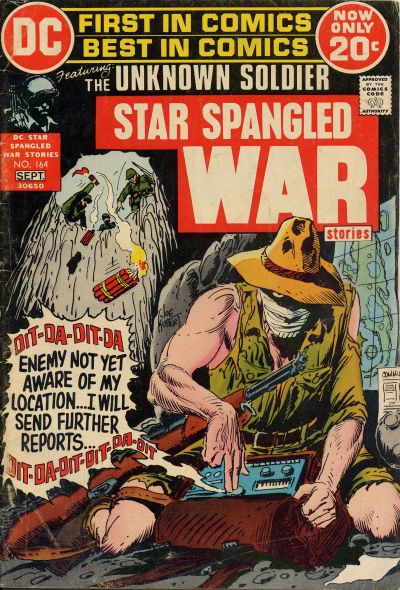 DC
FIRST IN COMICS
BEST IN COMICS
NOW
ONLY
20¢
Featuring
THE UNKNOWN SOLDIER
APPROVED
BY THE
COMICS
CODE
AUTHORITY
DC STAR
SPANGLED
WAR STORIES
NO. 164
SEPT.
30650
STAR SPANGLED
WAR
stories
JOE
KUBERT
DIT-DA-DIT-DA
ENEMY NOT YET
AWARE OF MY
LOCATION...I WILL
SEND FURTHER
REPORTS...
DIT-DA-DIT-DIT-DA-DIT